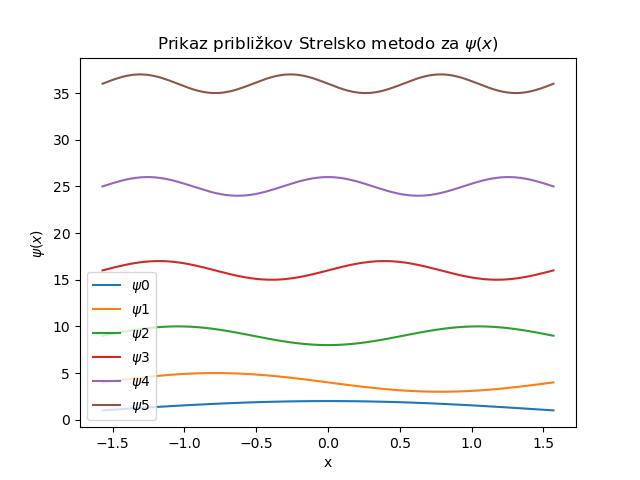 Prikaz približkov Strelsko metodo za ψ(x)
35
30
25
20
15
10
5
0
ψ(x)
ψ0
ψ1
ψ2
ψ3
ψ4
ψ5
−1.5 −1.0 −0.5 0.0 0.5 1.0 1.5
x